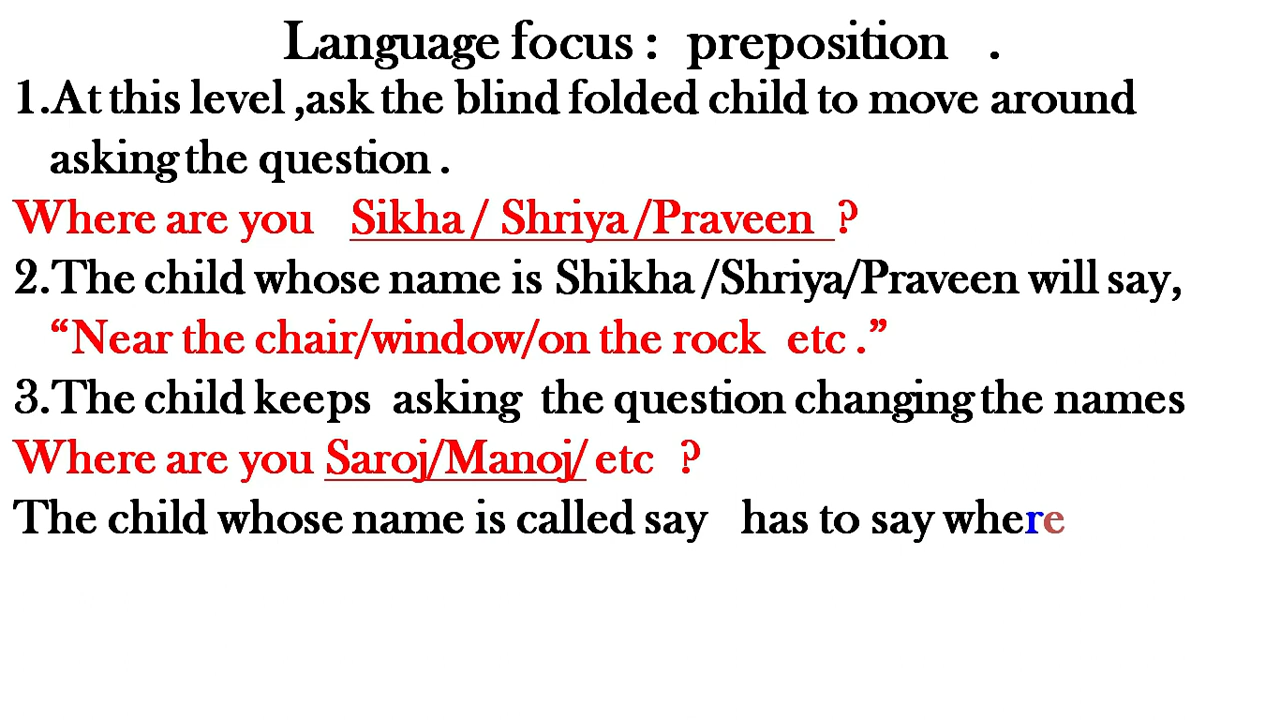 Language focus : preposition .
1.At this level ,ask the blind folded child to move around
asking the question .
Where are you Sikha / Shriya /Praveen ?
2.The child whose name is Shikha /Shriya/Praveen will say,
“Near the chair/window/on the rock etc .”
3.The child keeps asking the question changing the names
Where are you Saroj/Manoj/ etc ?
The child whose name is called say has to say where